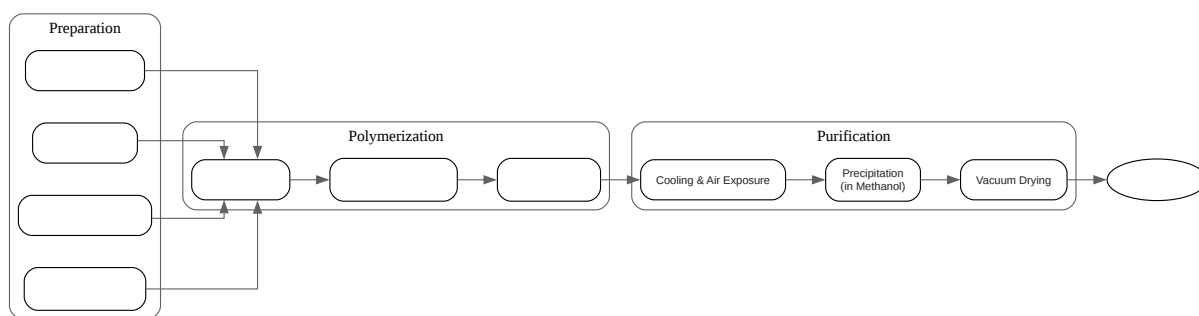 Preparation
Polymerization
Purification
Cooling & Air Exposure
Precipitation
(in Methanol)
Vacuum Drying